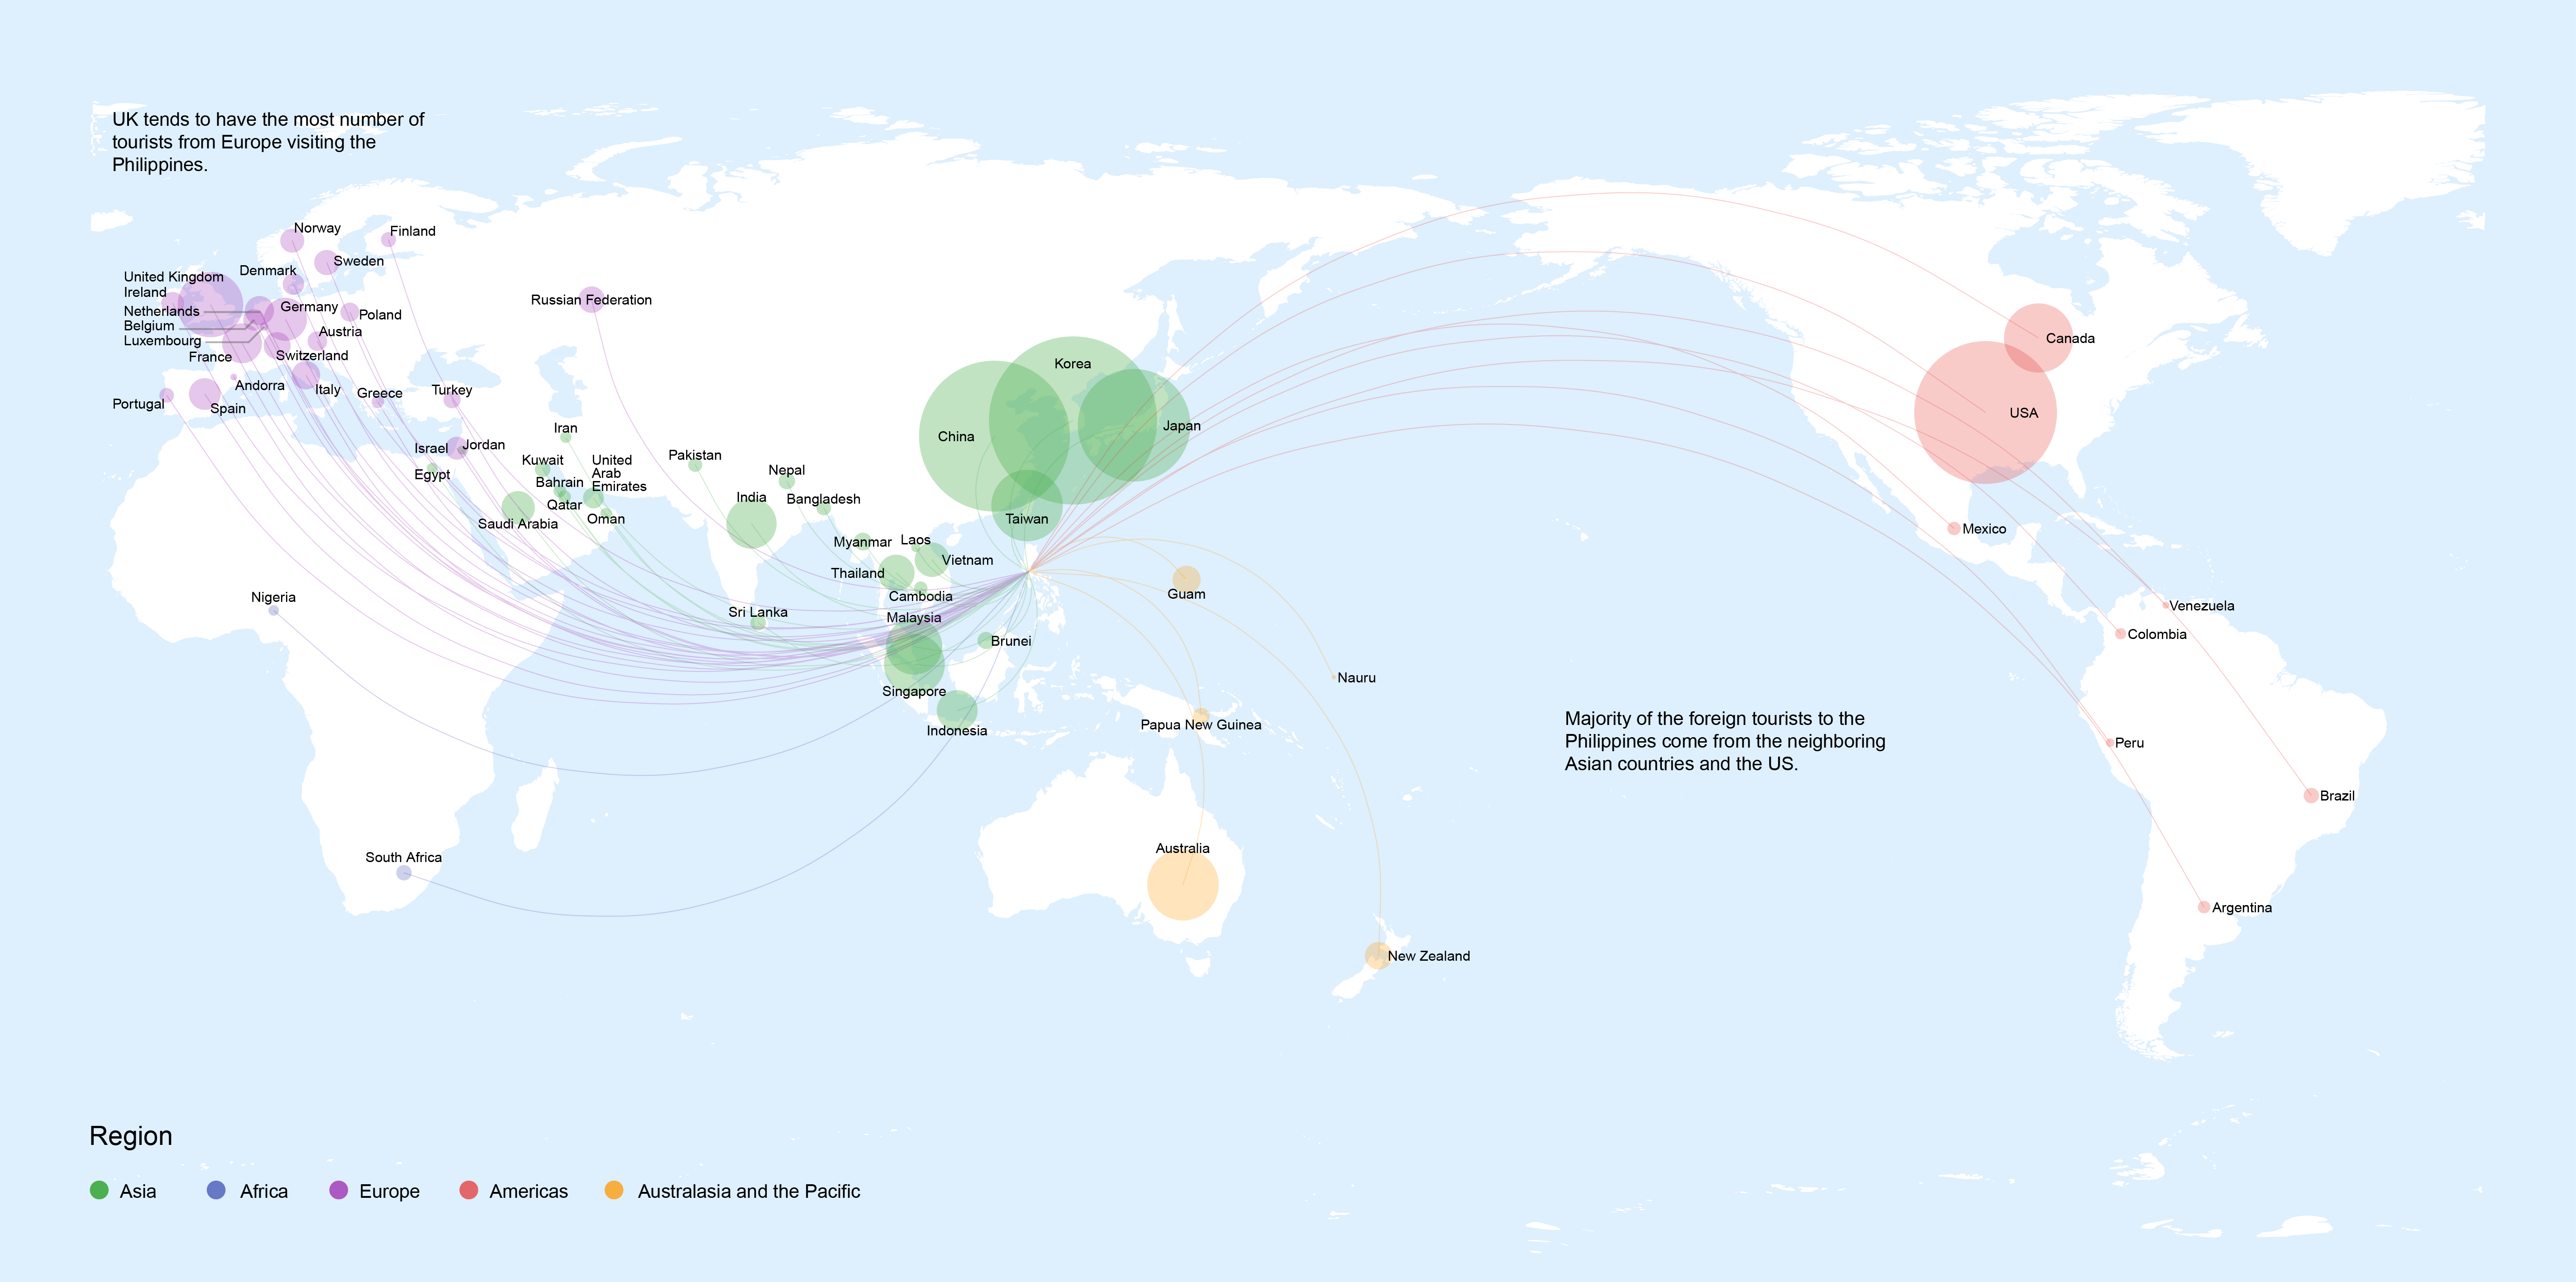 UK tends to have the most number of
tourists from Europe visiting the
Philippines.
Norway
Finland
Sweden
Denmark
United Kingdom
Ireland
Netherlands
Belgium
Luxembourg
Germany
Poland
Austria
France
Switzerland
Andorra
Italy
Greece
Turkey
Portugal
Spain
Russian Federation
Israel
Jordan
Egypt
Iran
Kuwait
United
Arab
Emirates
Bahrain
Qatar
Oman
Saudi Arabia
Pakistan
Nepal
India
Bangladesh
Sri Lanka
Myanmar
Laos
Vietnam
Thailand
Cambodia
Malaysia
Brunei
Singapore
Indonesia
China
Korea
Japan
Taiwan
Canada
USA
Mexico
Venezuela
Colombia
Peru
Brazil
Argentina
Guam
Nauru
Papua New Guinea
Australia
New Zealand
Nigeria
South Africa
Majority of the foreign tourists to the
Philippines come from the neighboring
Asian countries and the US.
Region
Asia
Africa
Europe
Americas
Australasia and the Pacific